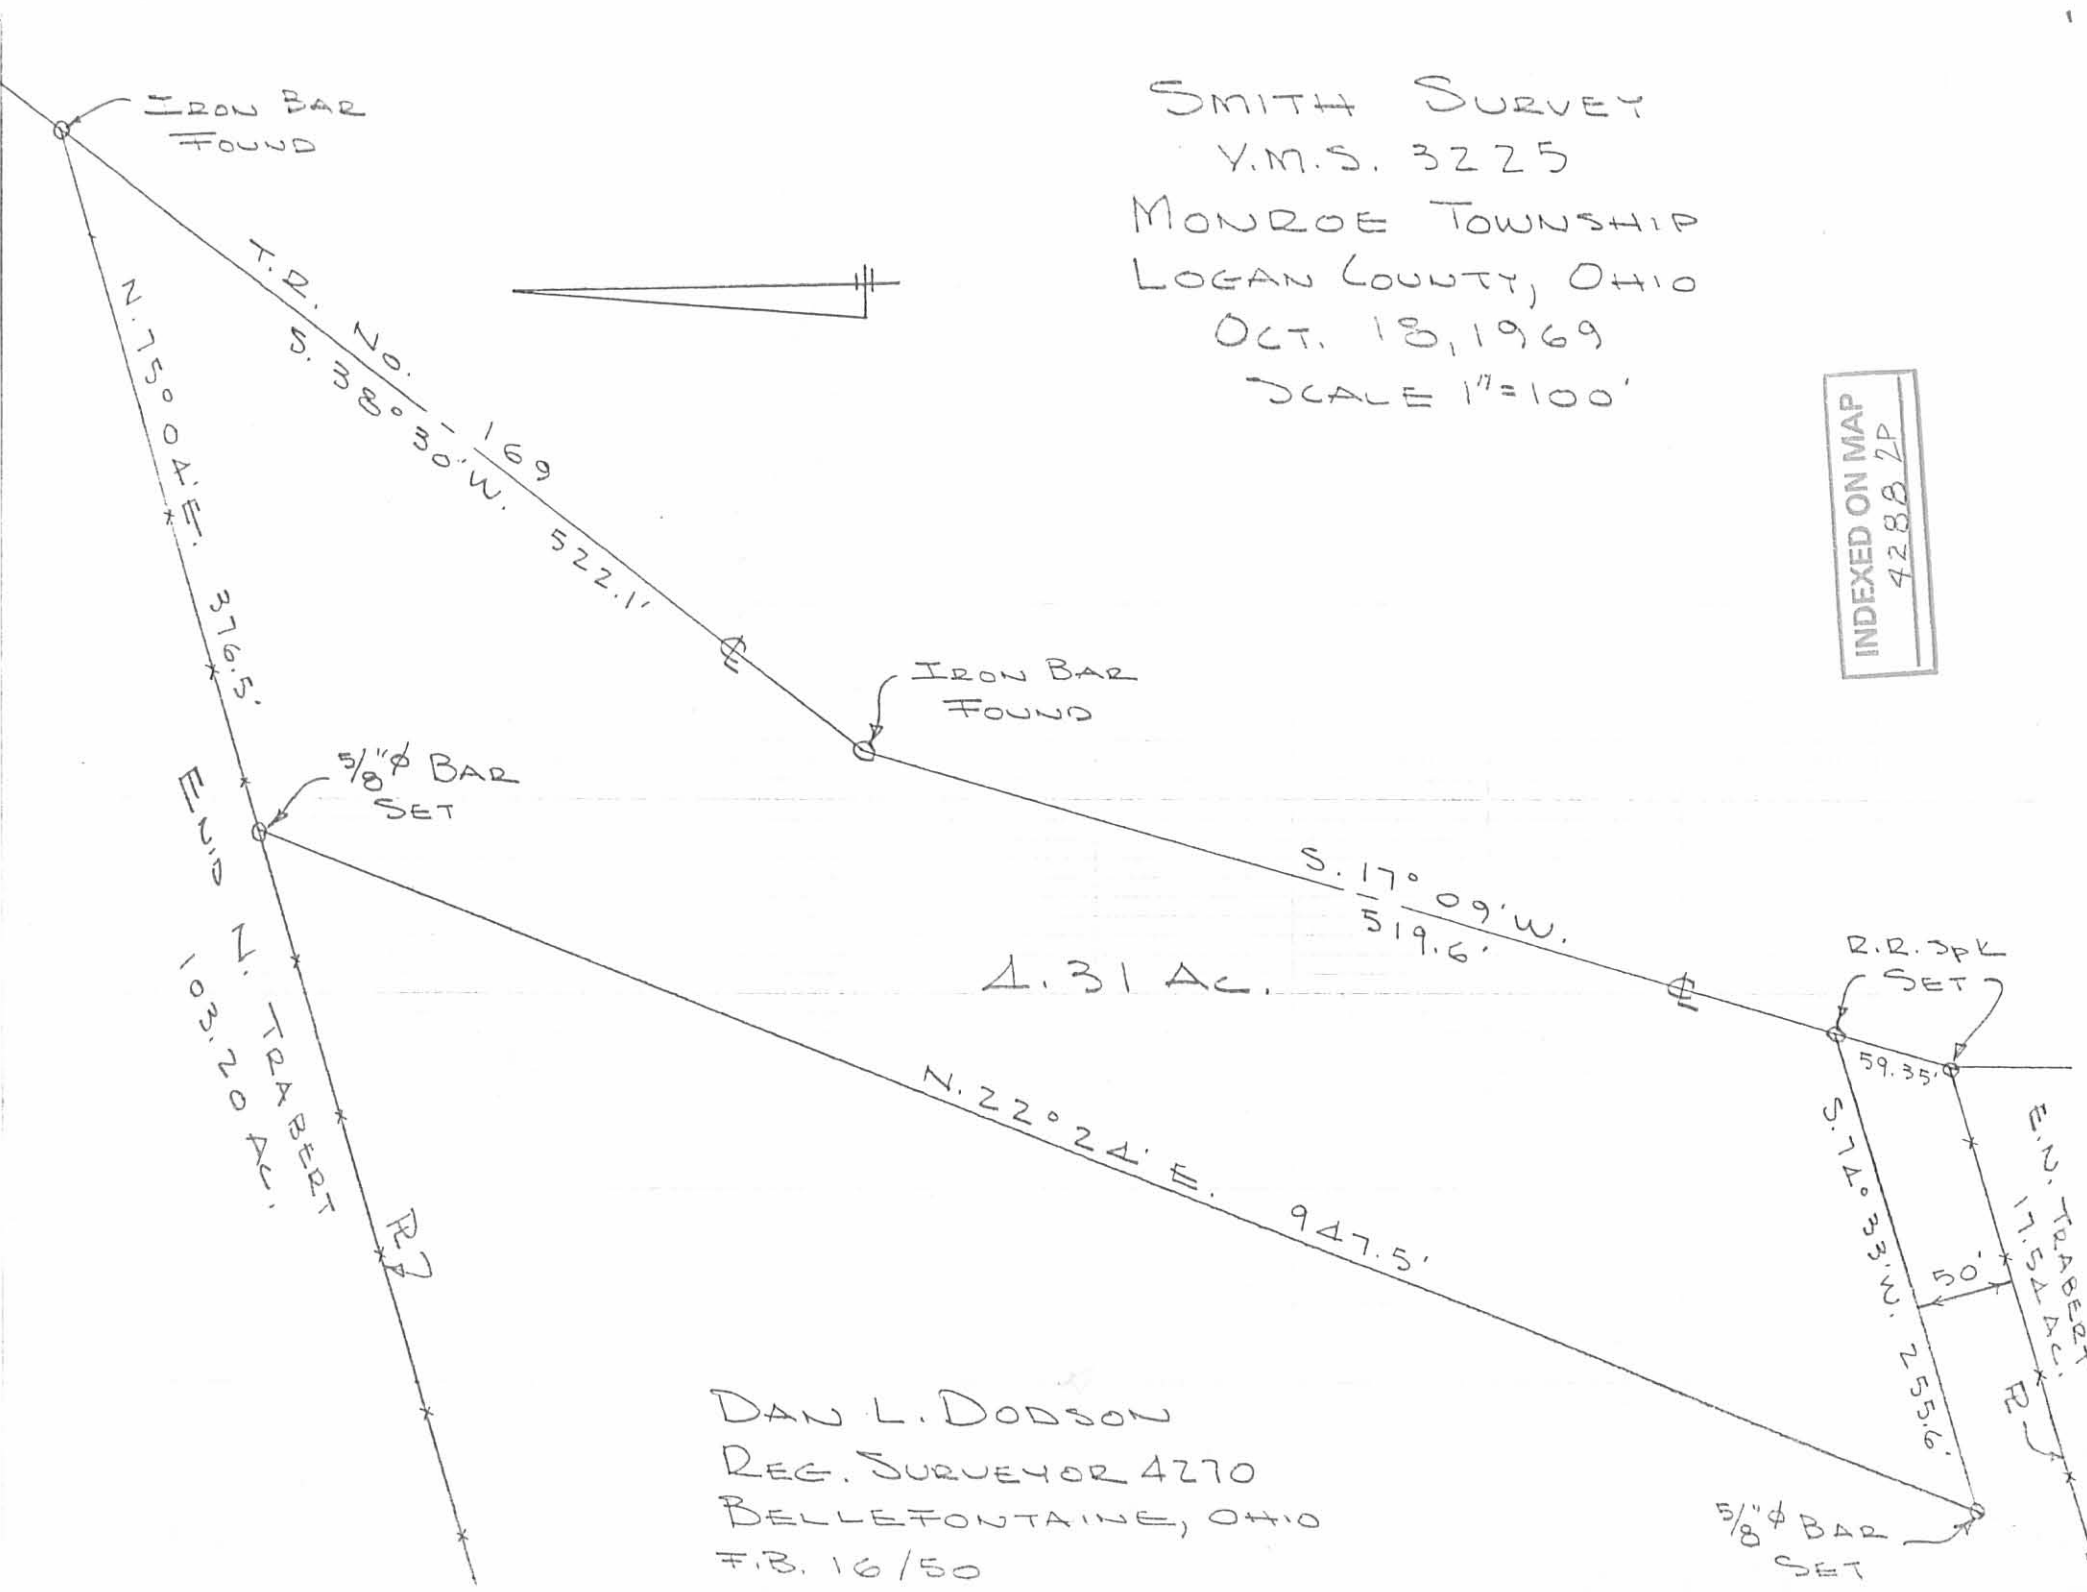 SMITH SURVEY
V.M.S. 3225
MONROE TOWNSHIP
LOGAN COUNTY, OHIO
OCT. 18, 1969
SCALE 1"=100'
IRON BAR
FOUND
T.R. NO. 169
S. 38° 30' W. 522.1'
N. 75° 04' E. 376.5'
INDEXED ON MAP
4288 2P
IRON BAR
FOUND
5/8"⌀ BAR
SET
ENID N. TRABERT
103.20 AC.
℄
S. 17° 09' W.
519.6'
℄
4.31 AC.
R.R. SPK
SET
59.35'
N. 22° 24' E. 947.5'
S. 74° 33' W. 255.6'
50'
E.N. TRABERT
17.54 AC.
PL
PL
DAN L. DODSON
REG. SURVEYOR 4270
BELLEFONTAINE, OHIO
F.B. 16/50
5/8"⌀ BAR
SET